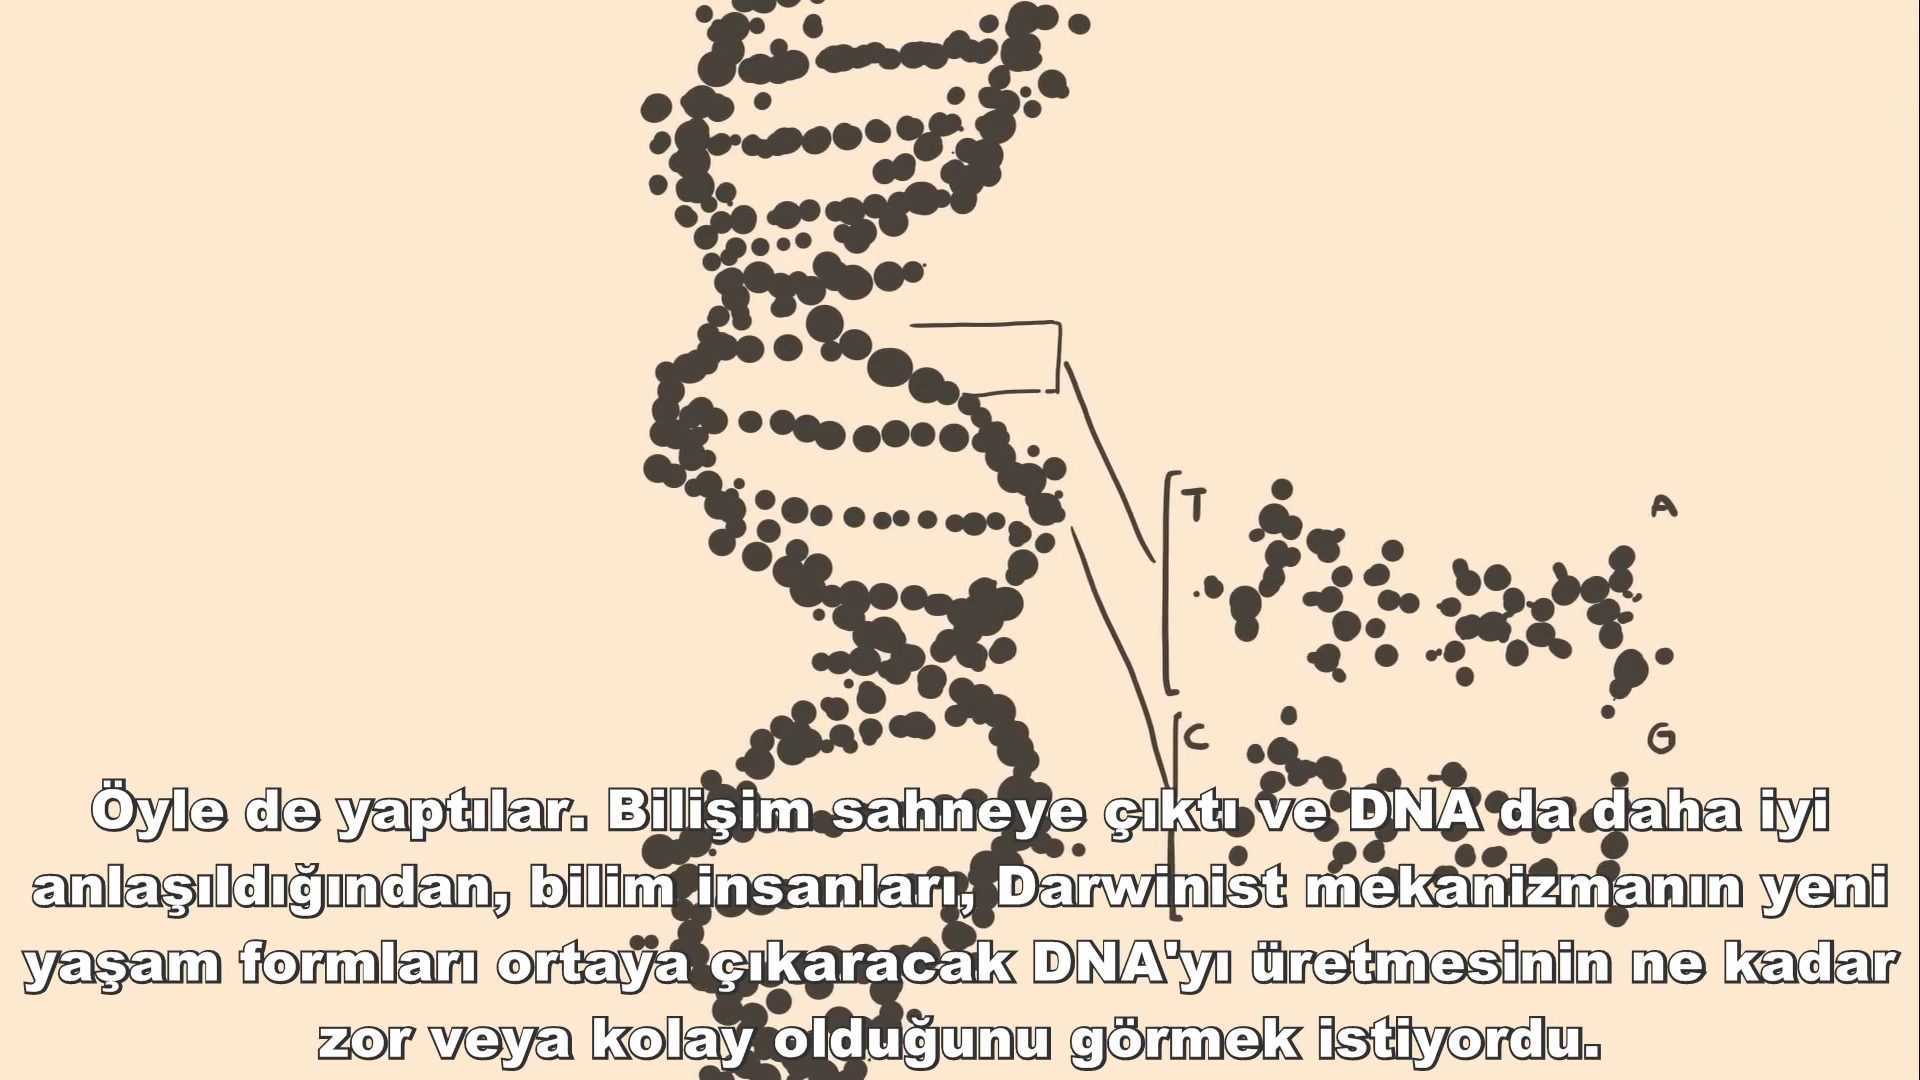 T
A
C
G
Öyle de yaptılar. Bilişim sahneye çıktı ve DNA da daha iyi
anlaşıldığından, bilim insanları, Darwinist mekanizmanın yeni
yaşam formları ortaya çıkaracak DNA'yı üretmesinin ne kadar
zor veya kolay olduğunu görmek istiyordu.